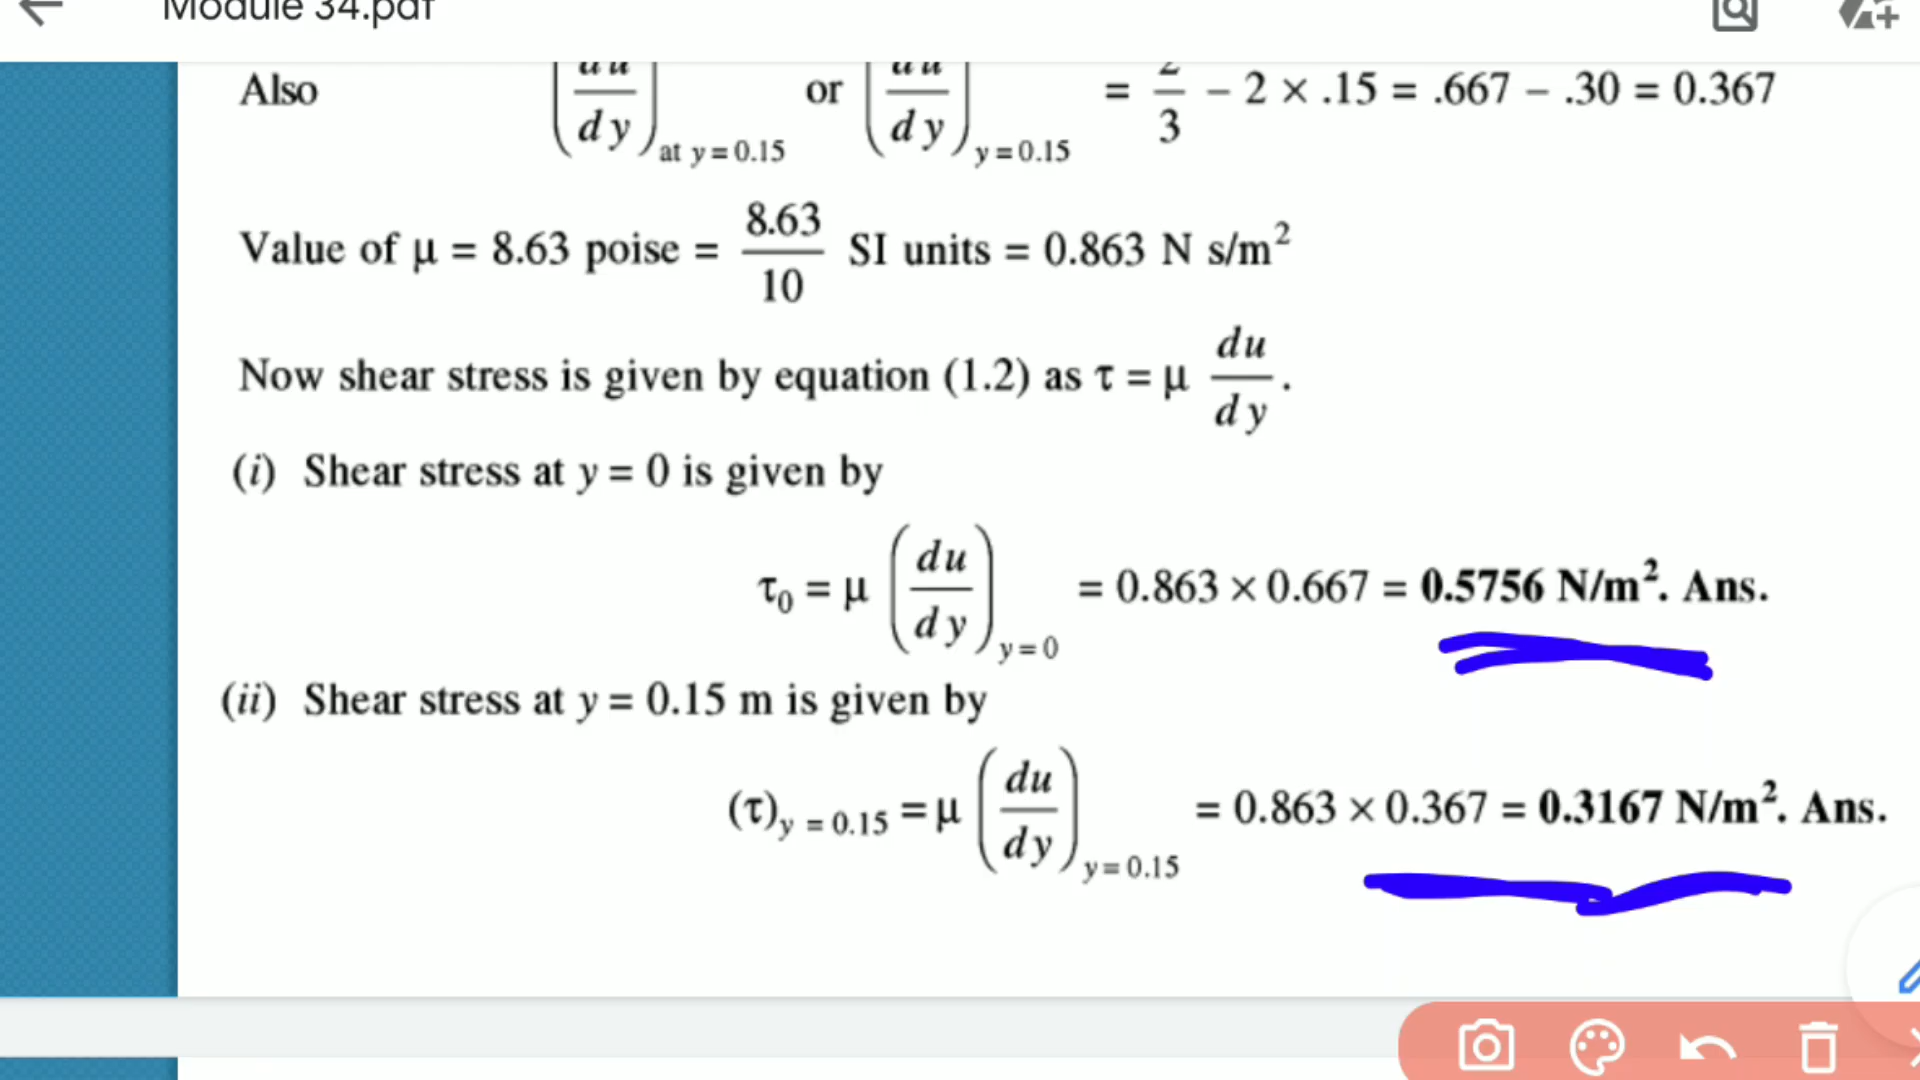 Module 34.pdf
Also (du/dy) at y = 0.15 or (du/dy) y = 0.15 = 2/3 – 2 × .15 = .667 – .30 = 0.367
Value of μ = 8.63 poise = 8.63/10 SI units = 0.863 N s/m²
Now shear stress is given by equation (1.2) as τ = μ du/dy.
(i) Shear stress at y = 0 is given by
τ₀ = μ (du/dy) y = 0 = 0.863 × 0.667 = 0.5756 N/m². Ans.
(ii) Shear stress at y = 0.15 m is given by
(τ) y = 0.15 = μ (du/dy) y = 0.15 = 0.863 × 0.367 = 0.3167 N/m². Ans.